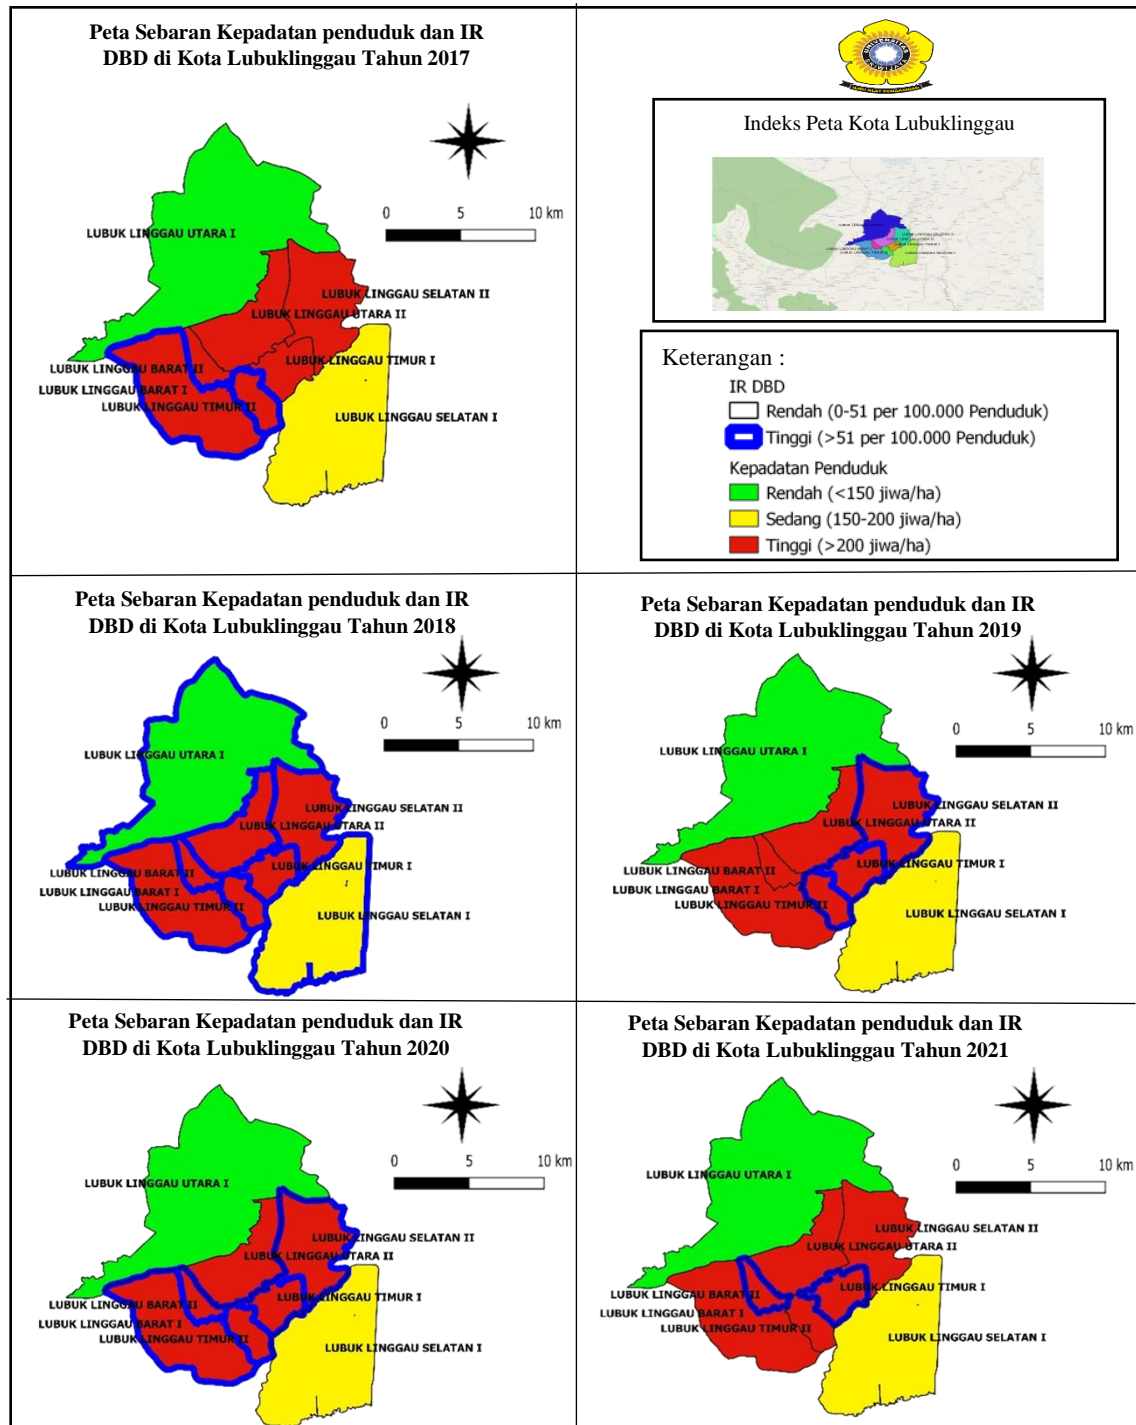 Peta Sebaran Kepadatan penduduk dan IR
DBD di Kota Lubuklinggau Tahun 2017
0 5 10 km
LUBUK LINGGAU UTARA I
LUBUK LINGGAU SELATAN II
LUBUK LINGGAU UTARA II
LUBUK LINGGAU TIMUR I
LUBUK LINGGAU BARAT II
LUBUK LINGGAU BARAT I
LUBUK LINGGAU TIMUR II
LUBUK LINGGAU SELATAN I
UNIVERSITAS
SRIWIJAYA
ILMU ALAT PENGABDIAN
Indeks Peta Kota Lubuklinggau
Keterangan :
IR DBD
Rendah (0-51 per 100.000 Penduduk)
Tinggi (>51 per 100.000 Penduduk)
Kepadatan Penduduk
Rendah (<150 jiwa/ha)
Sedang (150-200 jiwa/ha)
Tinggi (>200 jiwa/ha)
Peta Sebaran Kepadatan penduduk dan IR
DBD di Kota Lubuklinggau Tahun 2018
0 5 10 km
LUBUK LINGGAU UTARA I
LUBUK LINGGAU SELATAN II
LUBUK LINGGAU UTARA II
LUBUK LINGGAU TIMUR I
LUBUK LINGGAU BARAT II
LUBUK LINGGAU BARAT I
LUBUK LINGGAU TIMUR II
LUBUK LINGGAU SELATAN I
Peta Sebaran Kepadatan penduduk dan IR
DBD di Kota Lubuklinggau Tahun 2019
0 5 10 km
LUBUK LINGGAU UTARA I
LUBUK LINGGAU SELATAN II
LUBUK LINGGAU UTARA II
LUBUK LINGGAU TIMUR I
LUBUK LINGGAU BARAT II
LUBUK LINGGAU BARAT I
LUBUK LINGGAU TIMUR II
LUBUK LINGGAU SELATAN I
Peta Sebaran Kepadatan penduduk dan IR
DBD di Kota Lubuklinggau Tahun 2020
0 5 10 km
LUBUK LINGGAU UTARA I
LUBUK LINGGAU SELATAN II
LUBUK LINGGAU UTARA II
LUBUK LINGGAU TIMUR I
LUBUK LINGGAU BARAT II
LUBUK LINGGAU BARAT I
LUBUK LINGGAU TIMUR II
LUBUK LINGGAU SELATAN I
Peta Sebaran Kepadatan penduduk dan IR
DBD di Kota Lubuklinggau Tahun 2021
0 5 10 km
LUBUK LINGGAU UTARA I
LUBUK LINGGAU SELATAN II
LUBUK LINGGAU UTARA II
LUBUK LINGGAU TIMUR I
LUBUK LINGGAU BARAT II
LUBUK LINGGAU BARAT I
LUBUK LINGGAU TIMUR II
LUBUK LINGGAU SELATAN I